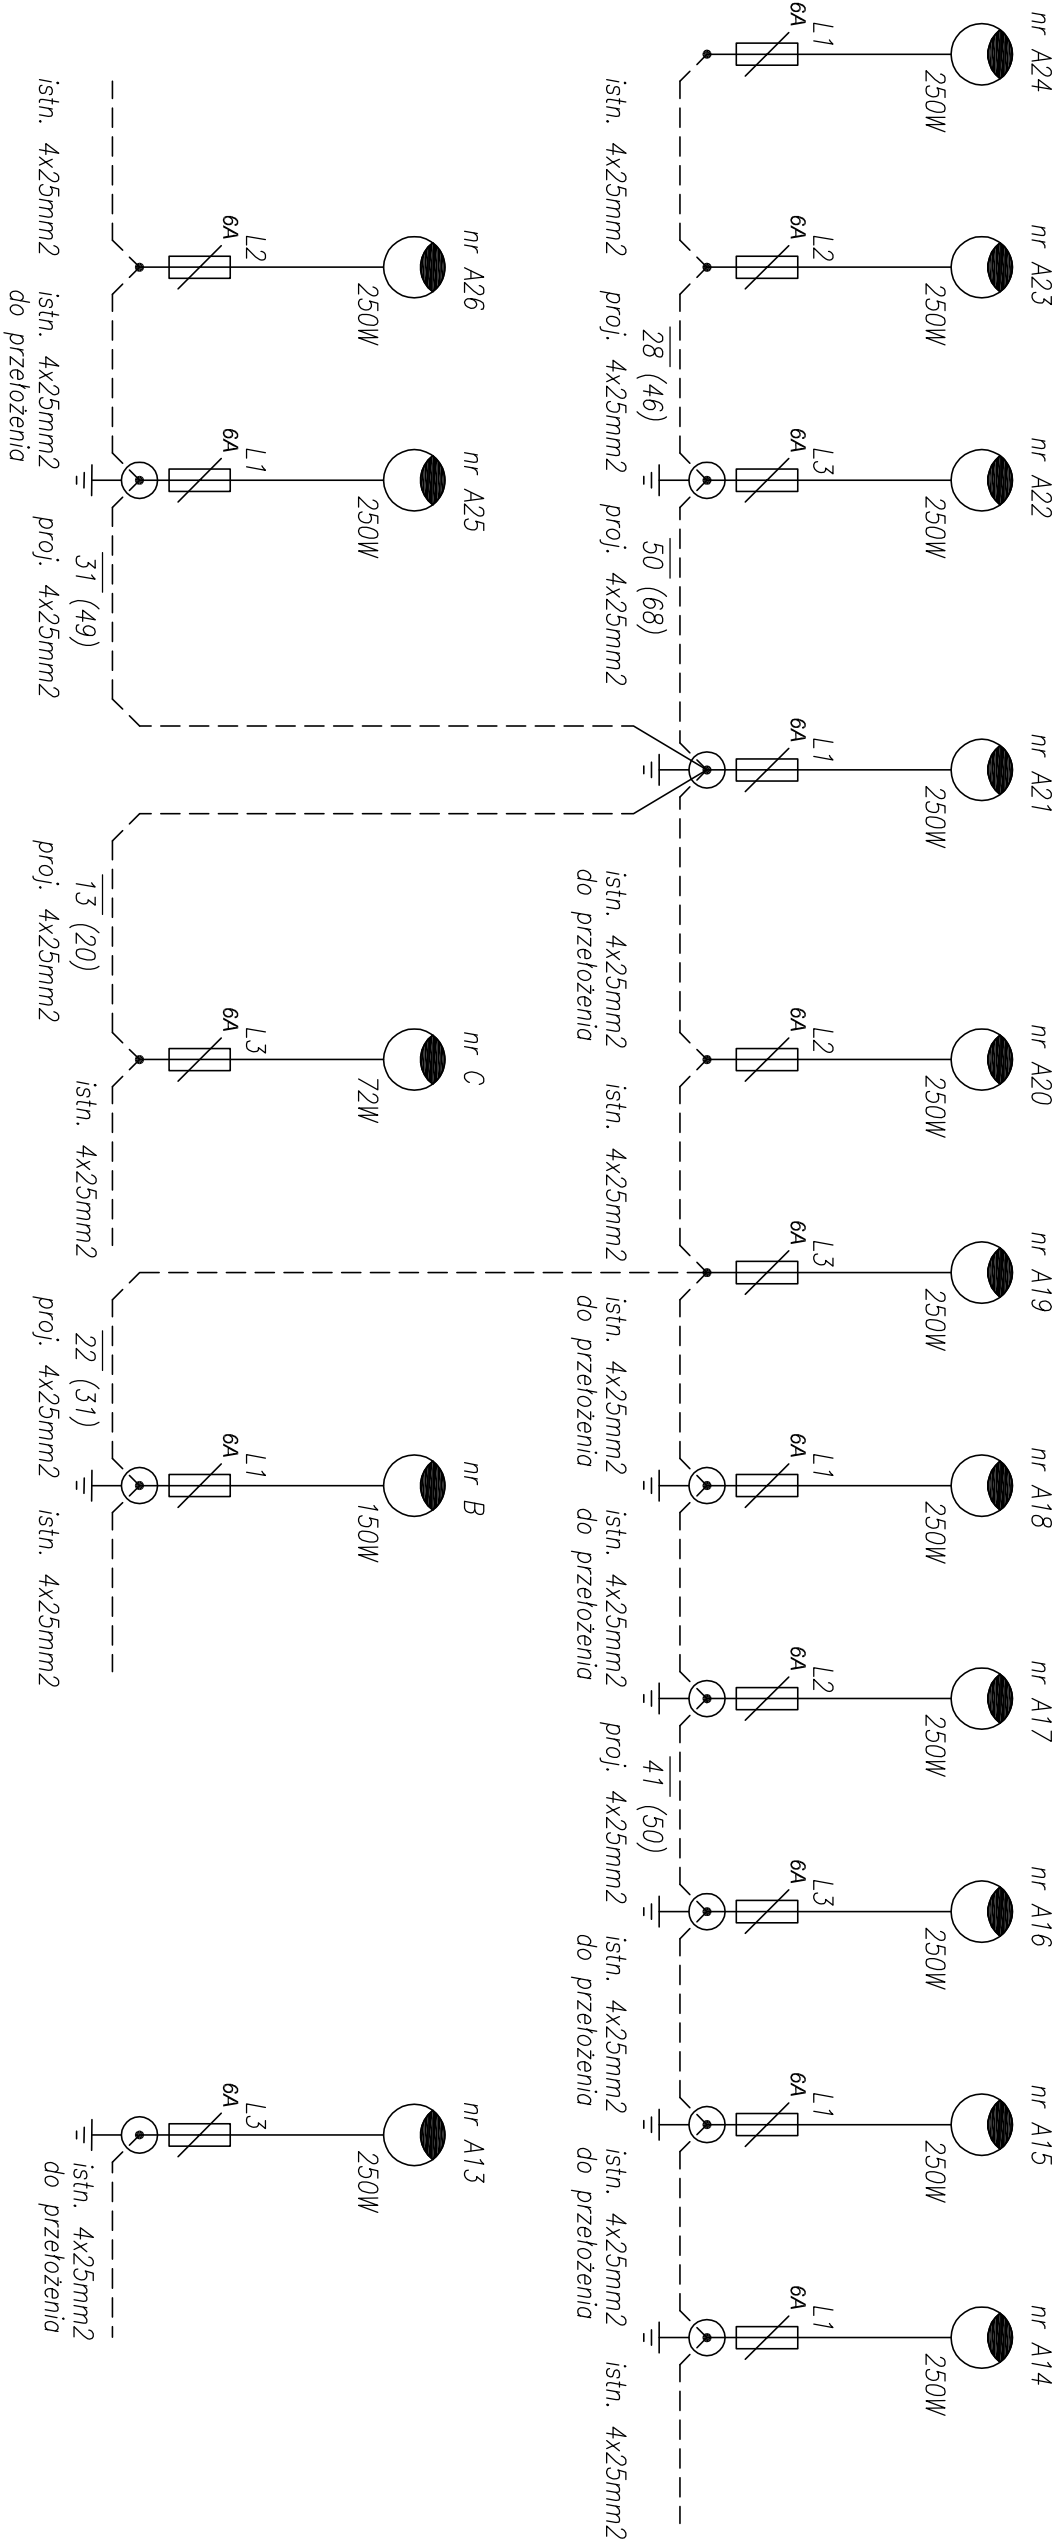 nr A24
250W
L1
6A
istn. 4x25mm2
nr A23
250W
L2
6A
28 (46)
proj. 4x25mm2
nr A22
250W
L3
6A
50 (68)
proj. 4x25mm2
nr A21
250W
L1
6A
istn. 4x25mm2
do przełożenia
nr A20
250W
L2
6A
istn. 4x25mm2
nr A19
250W
L3
6A
istn. 4x25mm2
do przełożenia
nr A18
250W
L1
6A
istn. 4x25mm2
do przełożenia
nr A17
250W
L2
6A
41 (50)
proj. 4x25mm2
nr A16
250W
L3
6A
istn. 4x25mm2
do przełożenia
nr A15
250W
L1
6A
istn. 4x25mm2
do przełożenia
nr A14
250W
L1
6A
istn. 4x25mm2
istn. 4x25mm2
nr A26
250W
L2
6A
istn. 4x25mm2
do przełożenia
nr A25
250W
L1
6A
31 (49)
proj. 4x25mm2
13 (20)
proj. 4x25mm2
nr C
72W
L3
6A
istn. 4x25mm2
22 (31)
proj. 4x25mm2
nr B
150W
L1
6A
istn. 4x25mm2
nr A13
250W
L3
6A
istn. 4x25mm2
do przełożenia